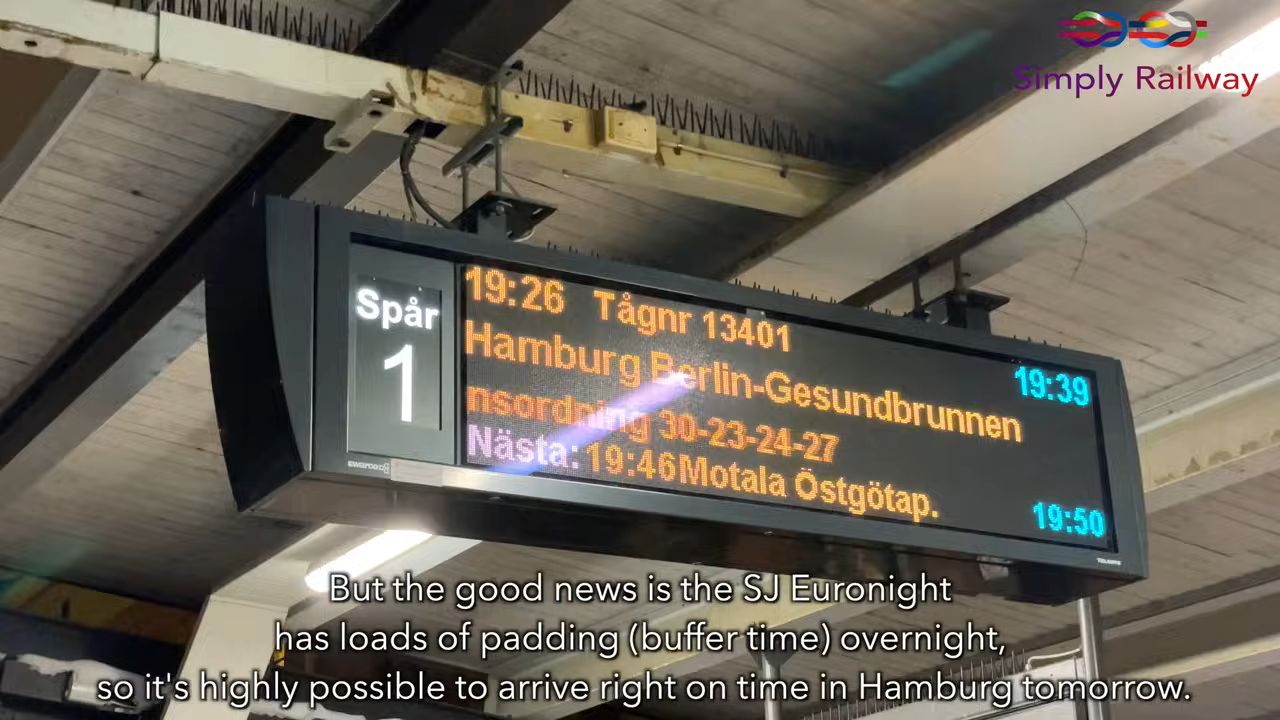 Simply Railway
Spår
1
19:26 Tågnr 13401
Hamburg Berlin-Gesundbrunnen 19:39
nsordning 30-23-24-27
Nästa: 19:46 Motala Östgötap. 19:50
But the good news is the SJ Euronight
has loads of padding (buffer time) overnight,
so it's highly possible to arrive right on time in Hamburg tomorrow.